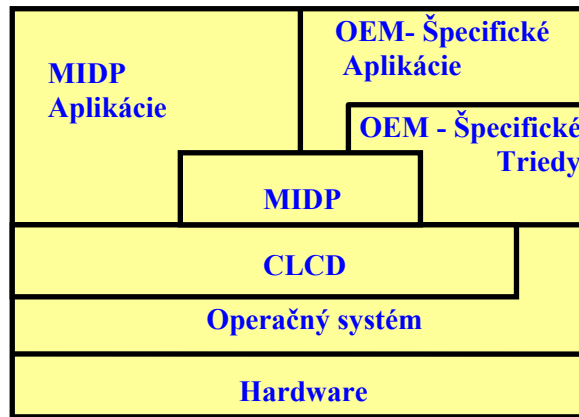 MIDP
Aplikácie
OEM- Špecifické
Aplikácie
OEM - Špecifické
Triedy
MIDP
CLCD
Operačný systém
Hardware